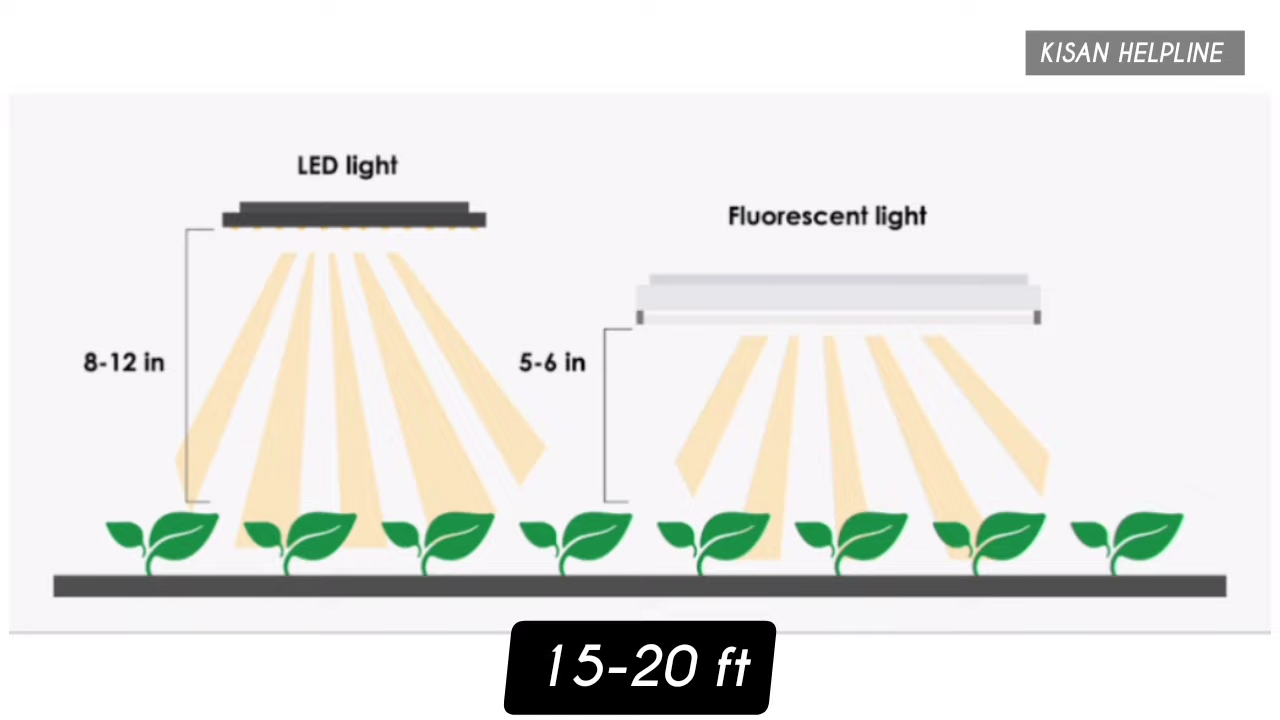 KISAN HELPLINE
LED light
Fluorescent light
8-12 in
5-6 in
15-20 ft